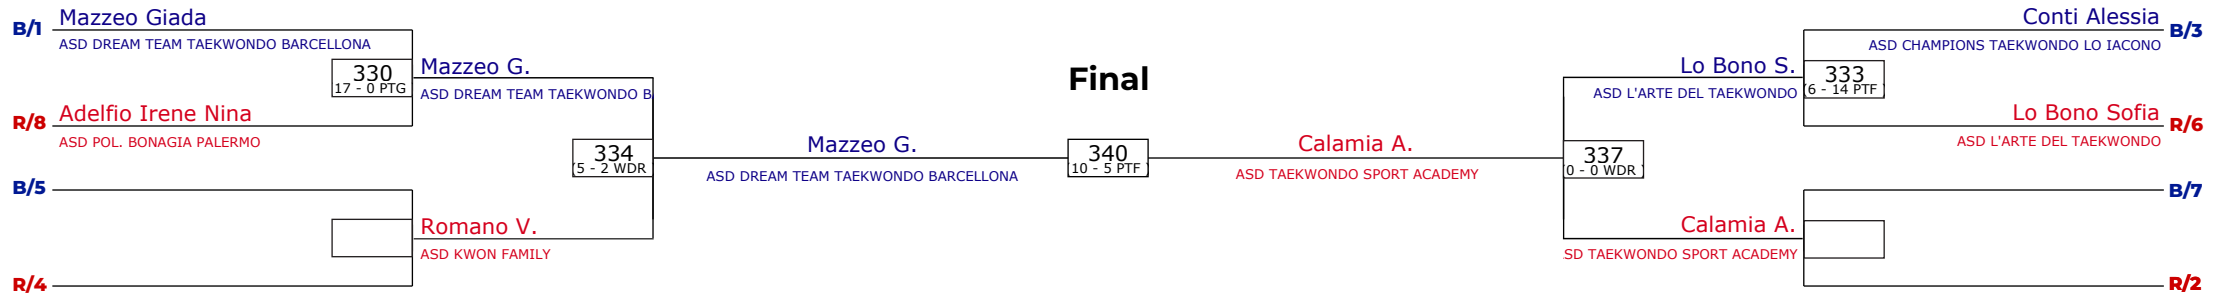 B/1
Mazzeo Giada
ASD DREAM TEAM TAEKWONDO BARCELLONA
330
17 - 0 PTG
R/8
Adelfio Irene Nina
ASD POL. BONAGIA PALERMO
Mazzeo G.
ASD DREAM TEAM TAEKWONDO B
334
(5 - 2 WDR
B/5
Romano V.
ASD KWON FAMILY
R/4
Final
Mazzeo G.
ASD DREAM TEAM TAEKWONDO BARCELLONA
340
(10 - 5 PTF )
Calamia A.
ASD TAEKWONDO SPORT ACADEMY
Conti Alessia
B/3
ASD CHAMPIONS TAEKWONDO LO IACONO
Lo Bono S.
ASD L'ARTE DEL TAEKWONDO
333
(6 - 14 PTF
Lo Bono Sofia
R/6
ASD L'ARTE DEL TAEKWONDO
337
0 - 0 WDR )
B/7
Calamia A.
SD TAEKWONDO SPORT ACADEMY
R/2